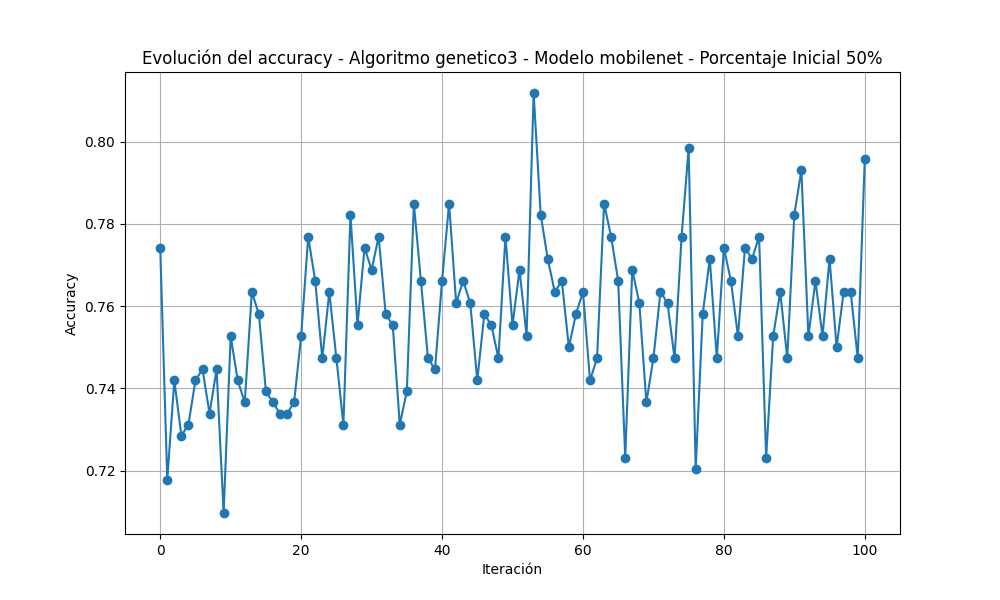 Evolución del accuracy - Algoritmo genetico3 - Modelo mobilenet - Porcentaje Inicial 50%
0.80
0.78
0.76
0.74
0.72
Accuracy
0 20 40 60 80 100
Iteración